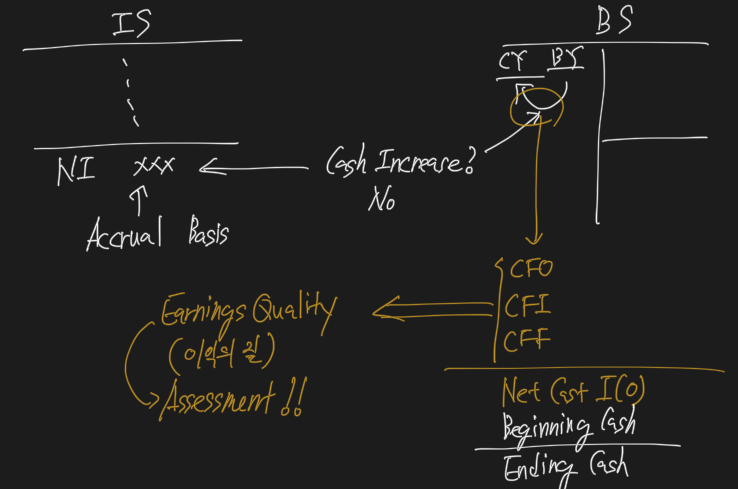 IS
BS
CY BY
NI xxx
Cash Increase?
No
Accrual Basis
CFO
CFI
CFF
Earnings Quality
(이익의 질)
Assessment!!
Net Cast I(O)
Beginning Cash
Ending Cash